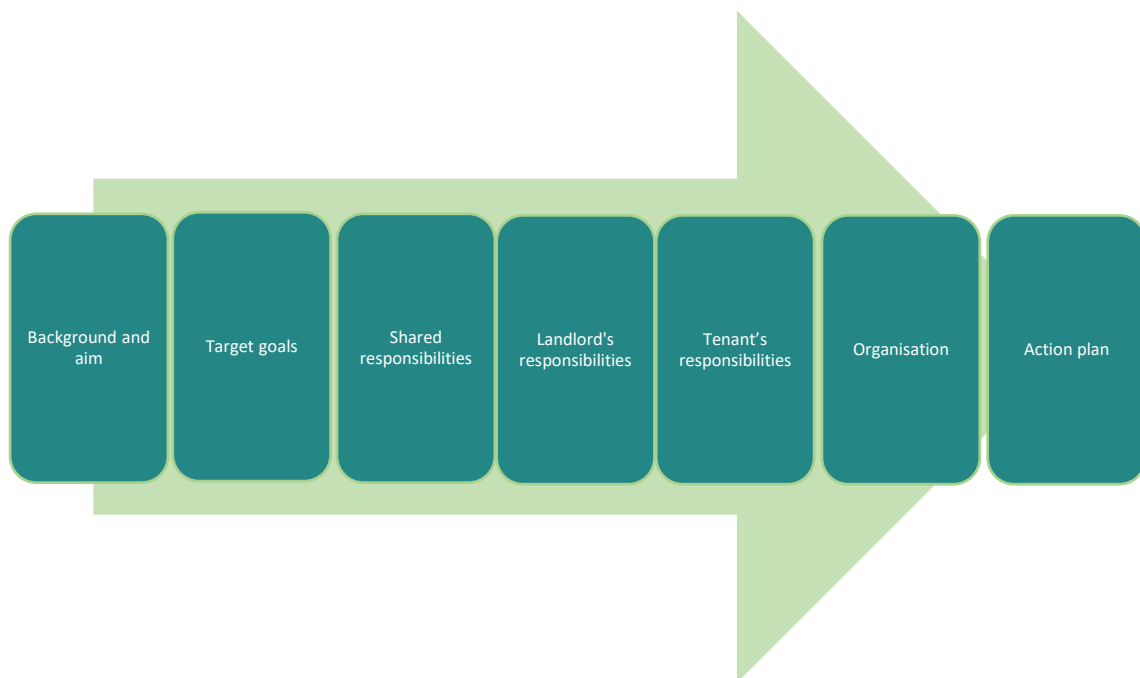 Background and
aim
Target goals
Shared
responsibilities
Landlord's
responsibilities
Tenant’s
responsibilities
Organisation
Action plan